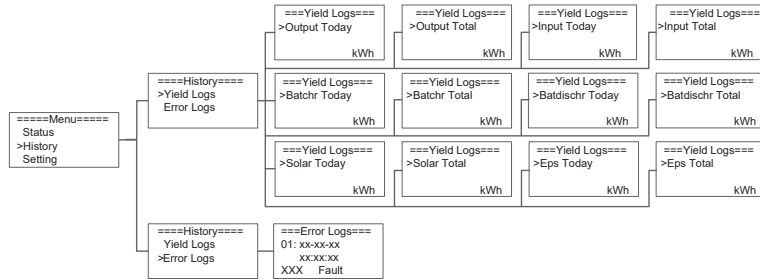 ===Yield Logs===
>Output Today
kWh
===Yield Logs===
>Output Total
kWh
===Yield Logs===
>Input Today
kWh
===Yield Logs===
>Input Total
kWh
====History====
>Yield Logs
Error Logs
===Yield Logs===
>Batchr Today
kWh
===Yield Logs===
>Batchr Total
kWh
===Yield Logs===
>Batdischr Today
kWh
===Yield Logs===
>Batdischr Total
kWh
=====Menu=====
Status
>History
Setting
===Yield Logs===
>Solar Today
kWh
===Yield Logs===
>Solar Total
kWh
===Yield Logs===
>Eps Today
kWh
===Yield Logs===
>Eps Total
kWh
====History====
Yield Logs
>Error Logs
===Error Logs===
01: xx-xx-xx
xx:xx:xx
XXX Fault